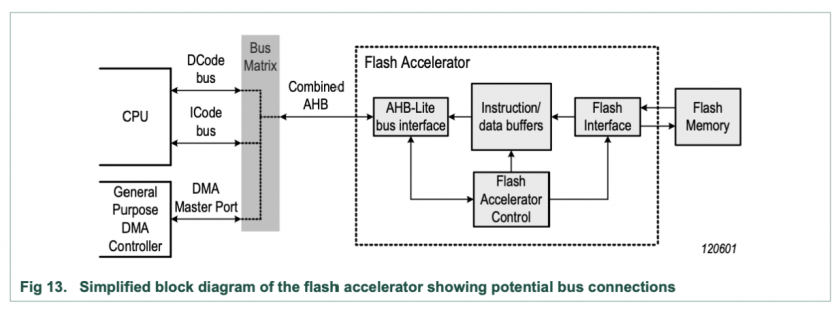 Bus
Matrix
DCode
bus
Flash Accelerator
Combined
AHB
CPU
ICode
bus
AHB-Lite
bus interface
Instruction/
data buffers
Flash
Interface
Flash
Memory
General
Purpose
DMA
Controller
DMA
Master Port
Flash
Accelerator
Control
120601
Fig 13. Simplified block diagram of the flash accelerator showing potential bus connections